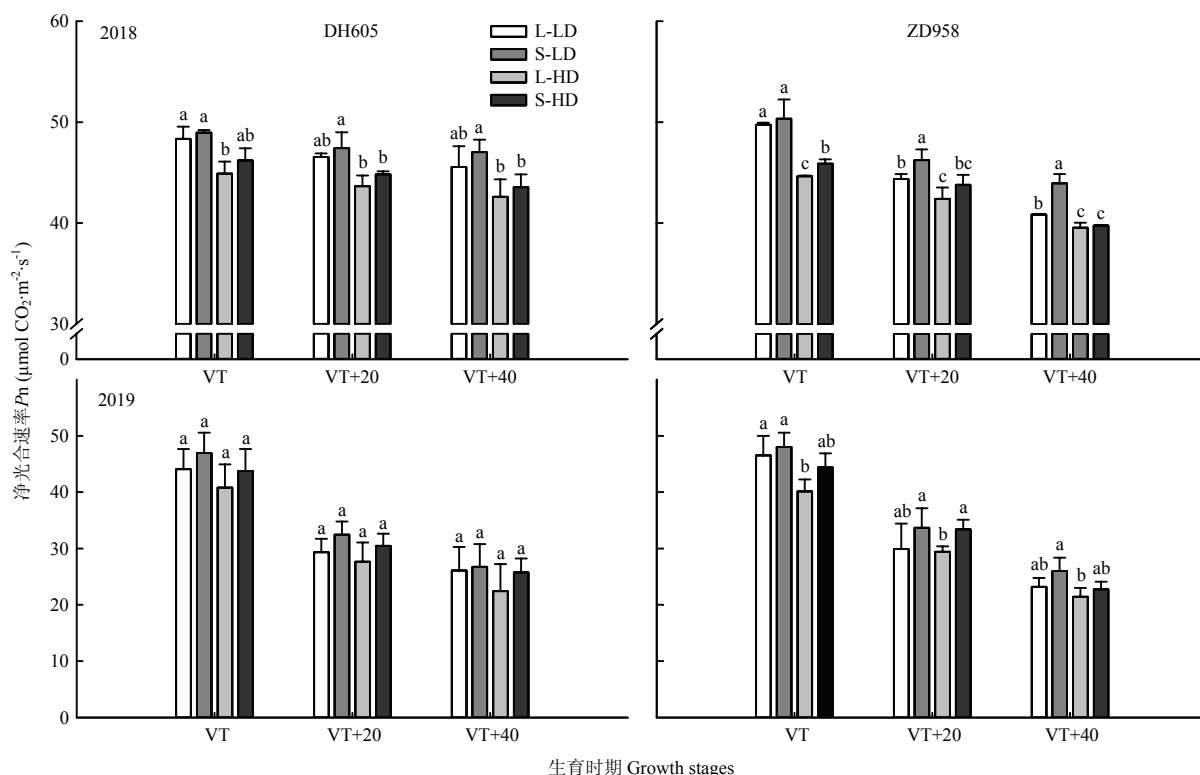 60
2018
DH605
ZD958
L-LD
S-LD
L-HD
S-HD
50
40
30
0
a a b ab
ab a b b
ab a b b
a a c b
b a c bc
b a c c
VT VT+20 VT+40
VT VT+20 VT+40
净光合速率Pn (μmol CO₂·m⁻²·s⁻¹)
2019
50
40
30
20
10
0
a a a a
a a a a
a a a a
a a b ab
ab a b a
ab a b ab
VT VT+20 VT+40
VT VT+20 VT+40
生育时期 Growth stages